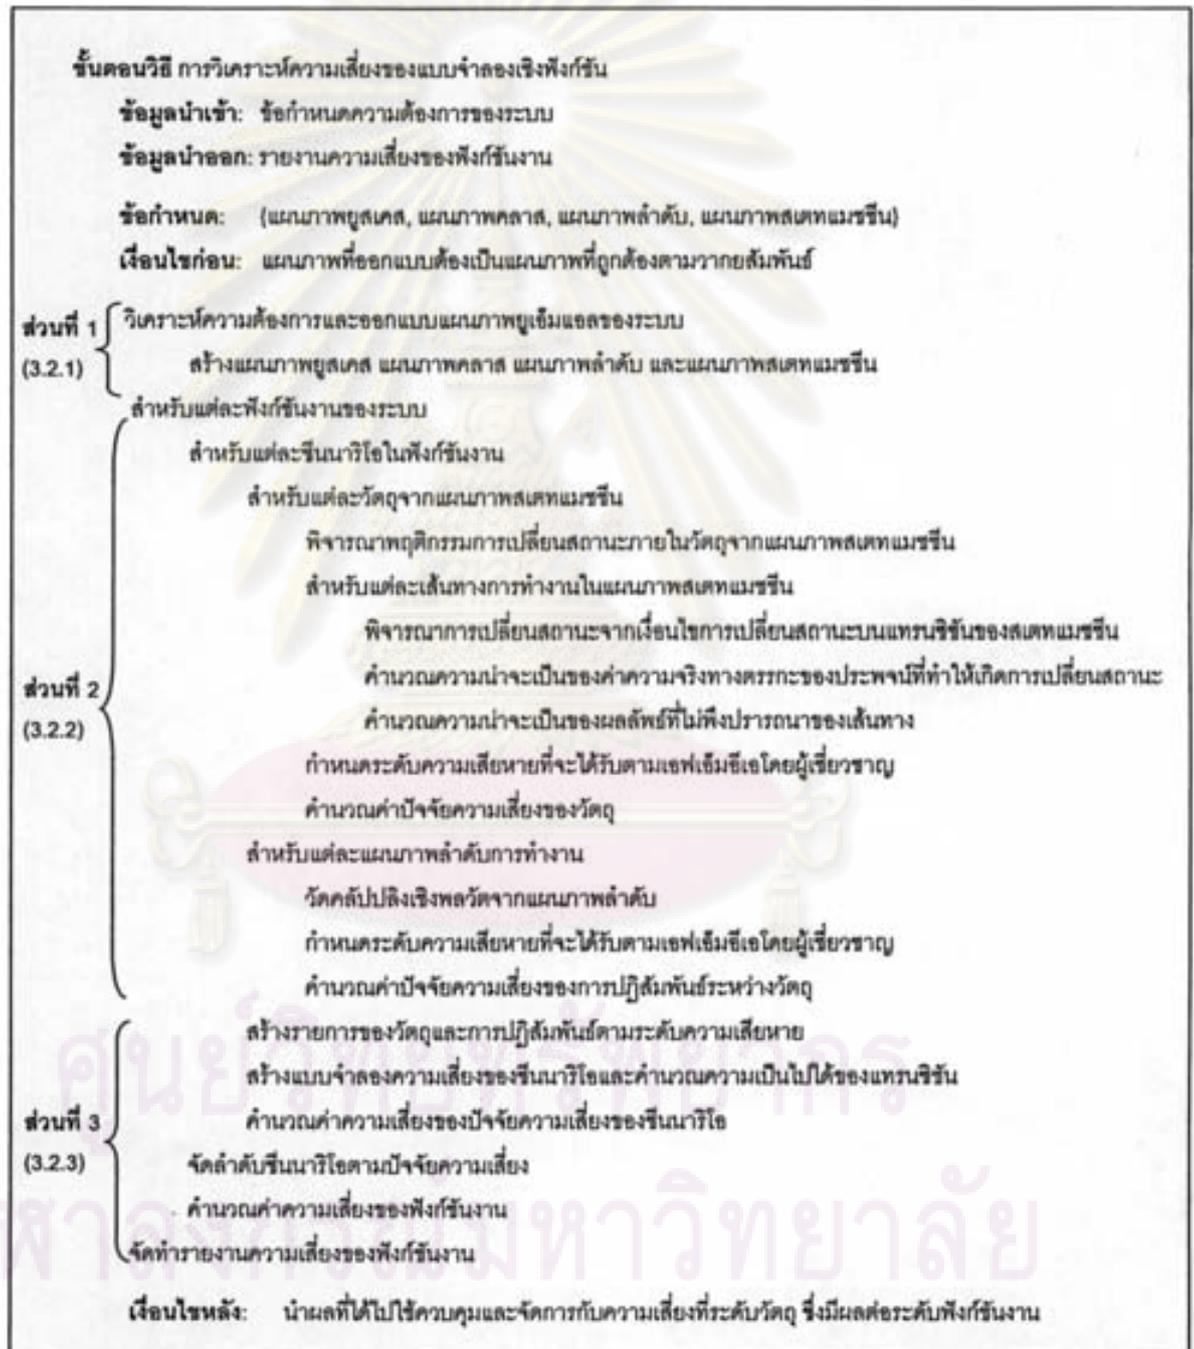 ขั้นตอนวิธี การวิเคราะห์ความเสี่ยงของแบบจำลองเชิงฟังก์ชัน
ข้อมูลนำเข้า: ข้อกำหนดความต้องการของระบบ
ข้อมูลนำออก: รายงานความเสี่ยงของฟังก์ชันงาน
ข้อกำหนด: {แผนภาพยูสเคส, แผนภาพคลาส, แผนภาพลำดับ, แผนภาพสเตทแมชชีน}
เงื่อนไขก่อน: แผนภาพที่ออกแบบต้องเป็นแผนภาพที่ถูกต้องตามวากยสัมพันธ์
ส่วนที่ 1 วิเคราะห์ความต้องการและออกแบบแผนภาพยูเอ็มแอลของระบบ
(3.2.1) สร้างแผนภาพยูสเคส แผนภาพคลาส แผนภาพลำดับ และแผนภาพสเตทแมชชีน
สำหรับแต่ละฟังก์ชันงานของระบบ
สำหรับแต่ละซีนนาริโอในฟังก์ชันงาน
สำหรับแต่ละวัตถุจากแผนภาพสเตทแมชชีน
พิจารณาพฤติกรรมการเปลี่ยนสถานะภายในวัตถุจากแผนภาพสเตทแมชชีน
สำหรับแต่ละเส้นทางการทำงานในแผนภาพสเตทแมชชีน
พิจารณาการเปลี่ยนสถานะจากเงื่อนไขการเปลี่ยนสถานะบนแทรนซิชันของสเตทแมชชีน
ส่วนที่ 2 คำนวณความน่าจะเป็นของค่าความจริงทางตรรกะของประพจน์ที่ทำให้เกิดการเปลี่ยนสถานะ
(3.2.2) คำนวณความน่าจะเป็นของผลลัพธ์ที่ไม่พึงปรารถนาของเส้นทาง
กำหนดระดับความเสียหายที่จะได้รับตามเอฟเอ็มอีเอโดยผู้เชี่ยวชาญ
คำนวณค่าปัจจัยความเสี่ยงของวัตถุ
สำหรับแต่ละแผนภาพลำดับการทำงาน
วัดคลัปปลิงเชิงพลวัตจากแผนภาพลำดับ
กำหนดระดับความเสียหายที่จะได้รับตามเอฟเอ็มอีเอโดยผู้เชี่ยวชาญ
คำนวณค่าปัจจัยความเสี่ยงของการปฏิสัมพันธ์ระหว่างวัตถุ
สร้างรายการของวัตถุและการปฏิสัมพันธ์ตามระดับความเสียหาย
สร้างแบบจำลองความเสี่ยงของซีนนาริโอและคำนวณความเป็นไปได้ของแทรนซิชัน
ส่วนที่ 3 คำนวณค่าความเสี่ยงของปัจจัยความเสี่ยงของซีนนาริโอ
(3.2.3) จัดลำดับซีนนาริโอตามปัจจัยความเสี่ยง
คำนวณค่าความเสี่ยงของฟังก์ชันงาน
จัดทำรายงานความเสี่ยงของฟังก์ชันงาน
เงื่อนไขหลัง: นำผลที่ได้ไปใช้ควบคุมและจัดการกับความเสี่ยงที่ระดับวัตถุ ซึ่งมีผลต่อระดับฟังก์ชันงาน
ศูนย์วิทยทรัพยากร
จุฬาลงกรณ์มหาวิทยาลัย